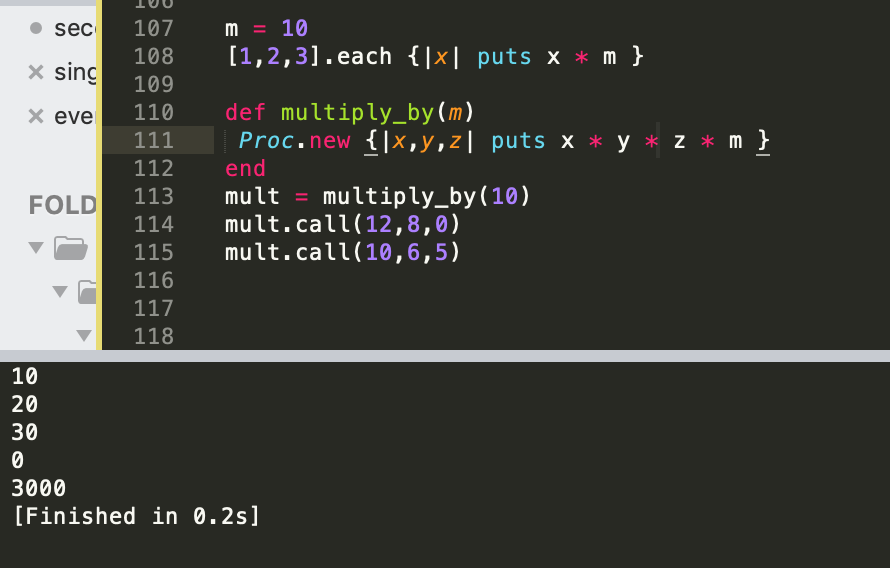 106
sec
107 m = 10
sing
108 [1,2,3].each {|x| puts x * m }
109
ever
110 def multiply_by(m)
111 Proc.new {|x,y,z| puts x * y * z * m }
112 end
FOLD
113 mult = multiply_by(10)
114 mult.call(12,8,0)
115 mult.call(10,6,5)
116
117
118
10
20
30
0
3000
[Finished in 0.2s]